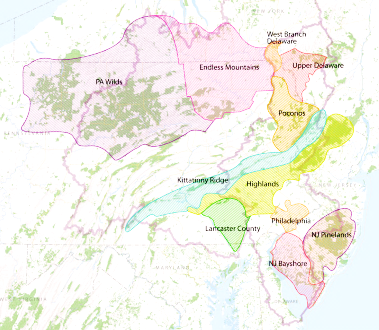 West Branch
Delaware
Endless Mountains
Upper Delaware
PA Wilds
Poconos
Kittatinny Ridge
Highlands
Philadelphia
Lancaster County
NJ Pinelands
NJ Bayshore
MARYLAND